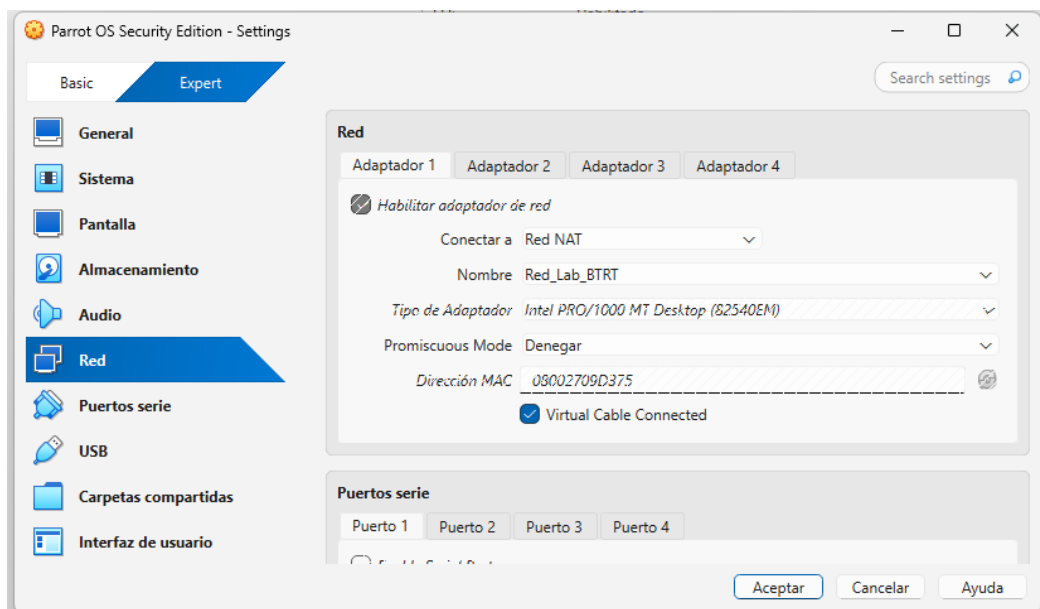 Parrot OS Security Edition - Settings
Basic
Expert
Search settings
General
Sistema
Pantalla
Almacenamiento
Audio
Red
Puertos serie
USB
Carpetas compartidas
Interfaz de usuario
Red
Adaptador 1 Adaptador 2 Adaptador 3 Adaptador 4
Habilitar adaptador de red
Conectar a Red NAT
Nombre Red_Lab_BTRT
Tipo de Adaptador Intel PRO/1000 MT Desktop (82540EM)
Promiscuous Mode Denegar
Dirección MAC 08002709D375
Virtual Cable Connected
Puertos serie
Puerto 1 Puerto 2 Puerto 3 Puerto 4
Aceptar Cancelar Ayuda